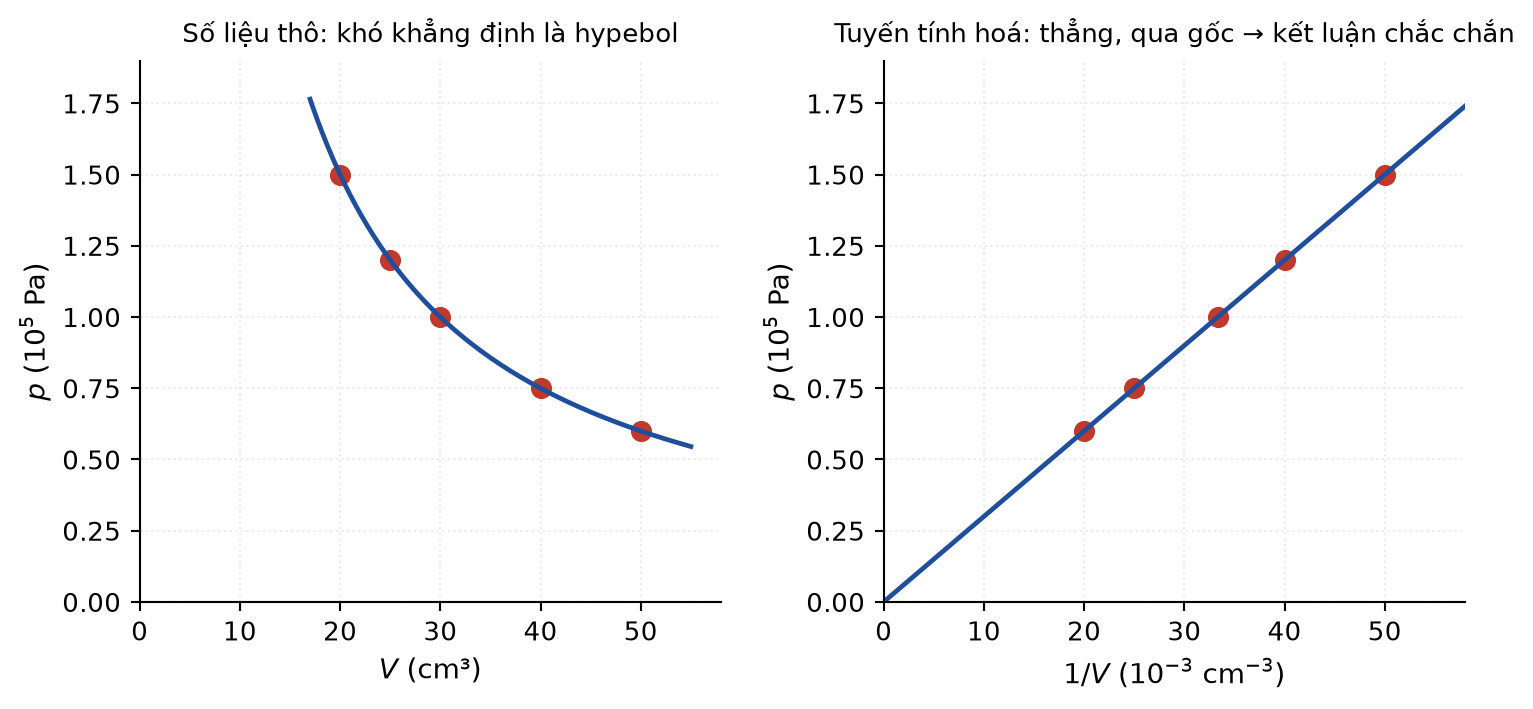 Số liệu thô: khó khẳng định là hypebol
1.75
1.50
1.25
1.00
0.75
0.50
0.25
0.00
p (10⁵ Pa)
0 10 20 30 40 50
V (cm³)
Tuyến tính hoá: thẳng, qua gốc → kết luận chắc chắn
1.75
1.50
1.25
1.00
0.75
0.50
0.25
0.00
p (10⁵ Pa)
0 10 20 30 40 50
1/V (10⁻³ cm⁻³)